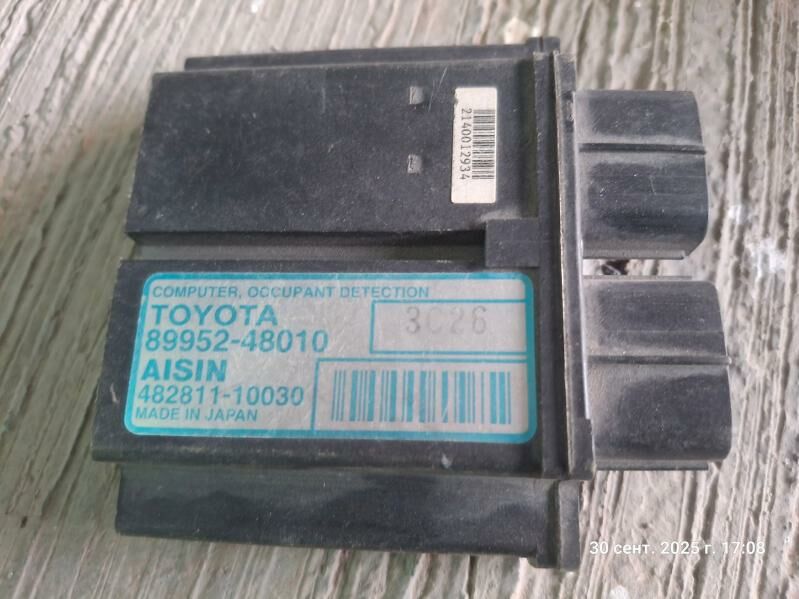 2140012934
COMPUTER, OCCUPANT DETECTION
TOYOTA
89952-48010
3C26
AISIN
482811-10030
MADE IN JAPAN
30 сент. 2025 г. 17:08